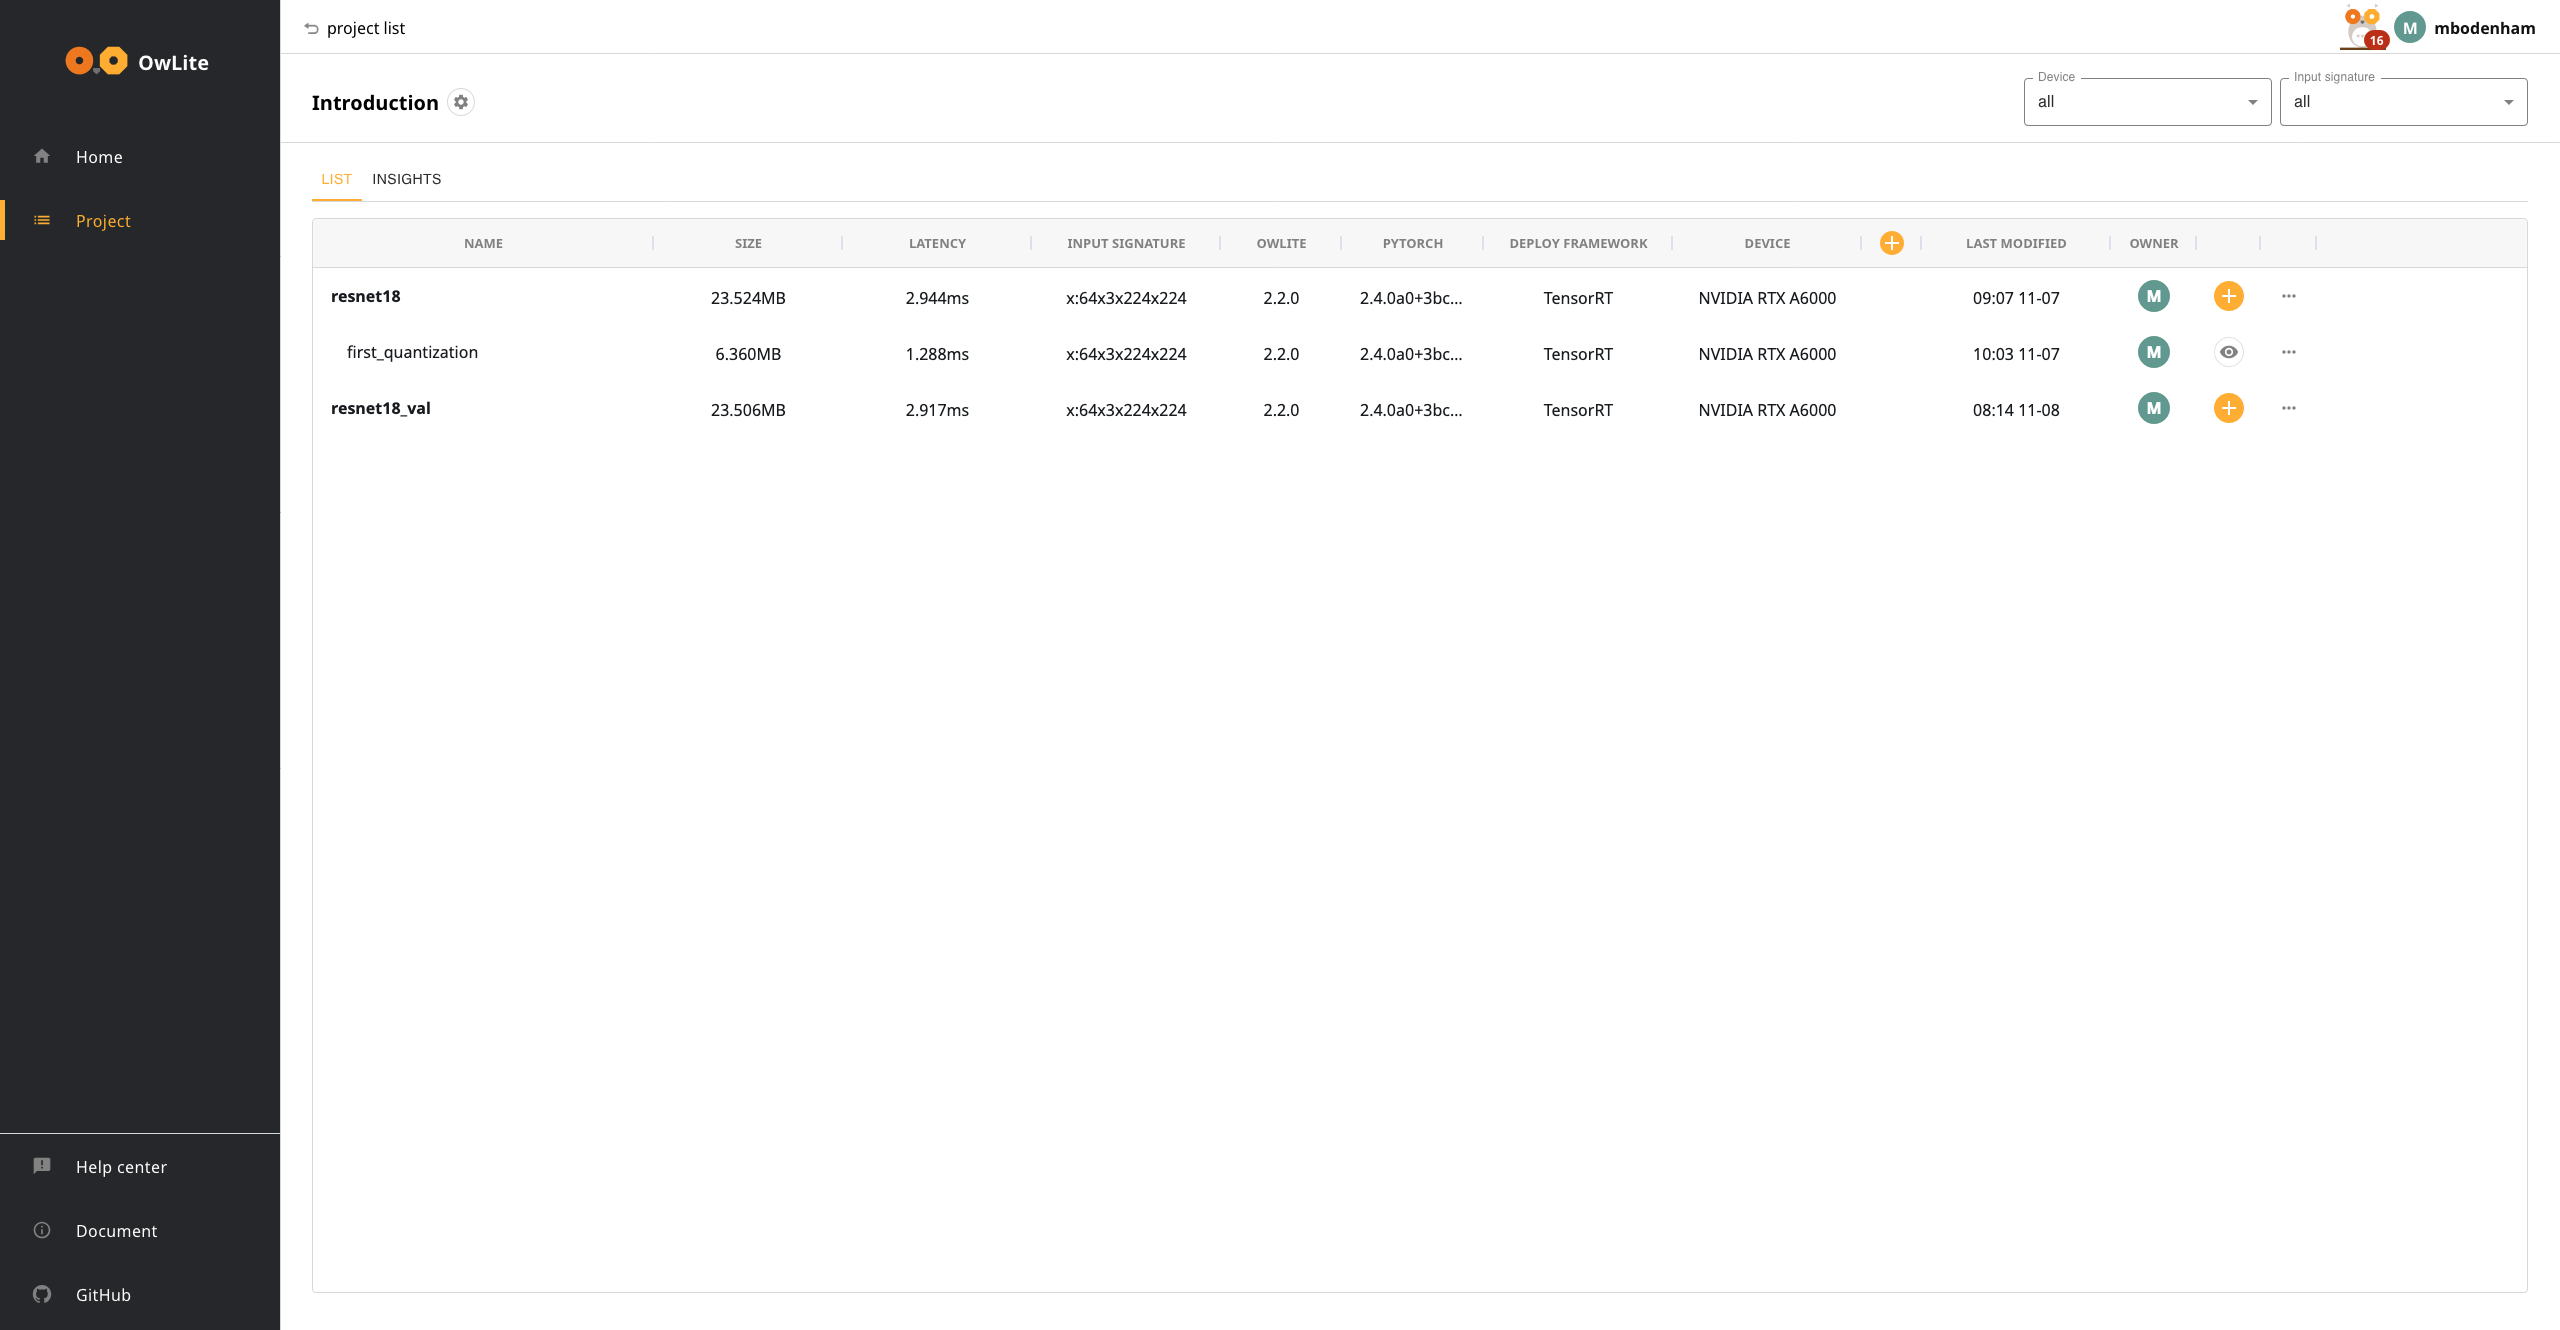 OwLite
Home
Project
Help center
Document
GitHub
project list
16
M
mbodenham
Introduction
Device
all
Input signature
all
LIST INSIGHTS
NAME SIZE LATENCY INPUT SIGNATURE OWLITE PYTORCH DEPLOY FRAMEWORK DEVICE LAST MODIFIED OWNER
resnet18 23.524MB 2.944ms x:64x3x224x224 2.2.0 2.4.0a0+3bc... TensorRT NVIDIA RTX A6000 09:07 11-07 M
first_quantization 6.360MB 1.288ms x:64x3x224x224 2.2.0 2.4.0a0+3bc... TensorRT NVIDIA RTX A6000 10:03 11-07 M
resnet18_val 23.506MB 2.917ms x:64x3x224x224 2.2.0 2.4.0a0+3bc... TensorRT NVIDIA RTX A6000 08:14 11-08 M